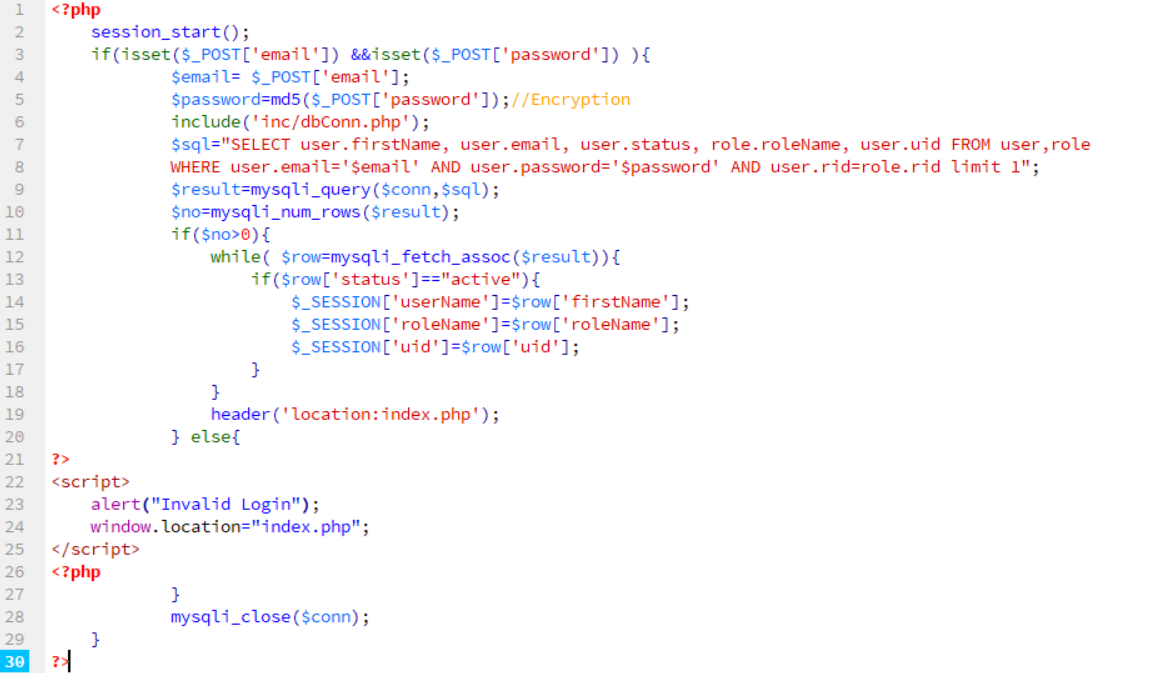 1 <?php
2 session_start();
3 if(isset($_POST['email']) &&isset($_POST['password']) ){
4 $email= $_POST['email'];
5 $password=md5($_POST['password']);//Encryption
6 include('inc/dbConn.php');
7 $sql="SELECT user.firstName, user.email, user.status, role.roleName, user.uid FROM user,role
8 WHERE user.email='$email' AND user.password='$password' AND user.rid=role.rid limit 1";
9 $result=mysqli_query($conn,$sql);
10 $no=mysqli_num_rows($result);
11 if($no>0){
12 while( $row=mysqli_fetch_assoc($result)){
13 if($row['status']=="active"){
14 $_SESSION['userName']=$row['firstName'];
15 $_SESSION['roleName']=$row['roleName'];
16 $_SESSION['uid']=$row['uid'];
17 }
18 }
19 header('location:index.php');
20 } else{
21 ?>
22 <script>
23 alert("Invalid Login");
24 window.location="index.php";
25 </script>
26 <?php
27 }
28 mysqli_close($conn);
29 }
30 ?>